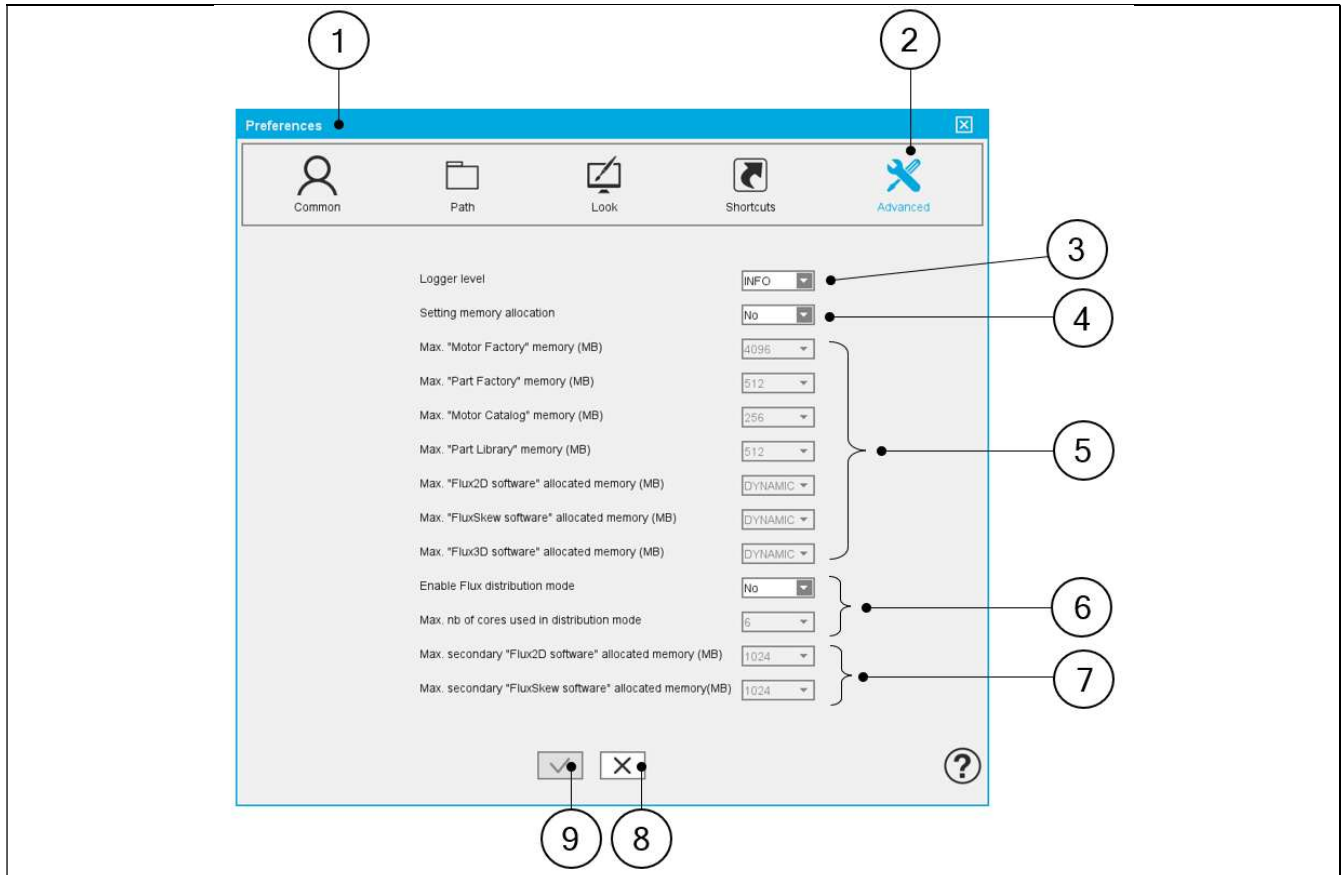 1
2
Preferences
Common
Path
Look
Shortcuts
Advanced
3
Logger level
INFO
Setting memory allocation
No
4
Max. "Motor Factory" memory (MB)
4096
Max. "Part Factory" memory (MB)
512
Max. "Motor Catalog" memory (MB)
256
Max. "Part Library" memory (MB)
512
5
Max. "Flux2D software" allocated memory (MB)
DYNAMIC
Max. "FluxSkew software" allocated memory (MB)
DYNAMIC
Max. "Flux3D software" allocated memory (MB)
DYNAMIC
Enable Flux distribution mode
No
6
Max. nb of cores used in distribution mode
6
Max. secondary "Flux2D software" allocated memory (MB)
1024
7
Max. secondary "FluxSkew software" allocated memory(MB)
1024
?
9
8